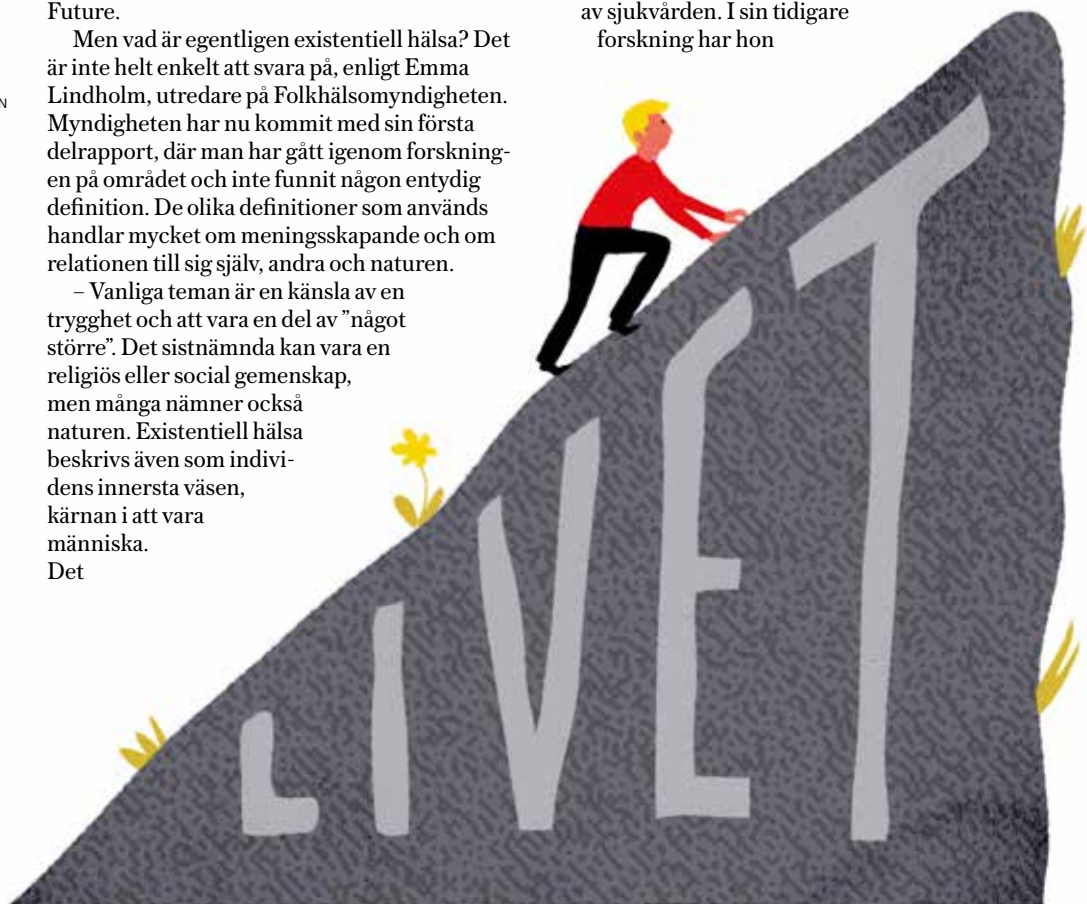 Future.
Men vad är egentligen existentiell hälsa? Det
är inte helt enkelt att svara på, enligt Emma
Lindholm, utredare på Folkhälsomyndigheten.
Myndigheten har nu kommit med sin första
delrapport, där man har gått igenom forskning-
en på området och inte funnit någon entydig
definition. De olika definitioner som används
handlar mycket om meningsskapande och om
relationen till sig själv, andra och naturen.
– Vanliga teman är en känsla av en
trygghet och att vara en del av ”något
större”. Det sistnämnda kan vara en
religiös eller social gemenskap,
men många nämner också
naturen. Existentiell hälsa
beskrivs även som indivi-
dens innersta väsen,
kärnan i att vara
människa.
Det
av sjukvården. I sin tidigare
forskning har hon
LIVET
N